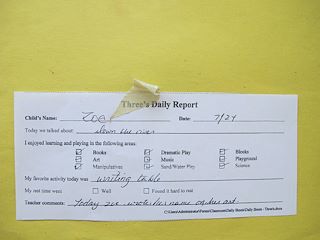 Three's Daily Report
Child's Name: Zoe Date: 7/24
Today we talked about: down the river
I enjoyed learning and playing in the following areas:
Books Dramatic Play Blocks
Art Music Playground
Manipulatives Sand/Water Play Science
My favorite activity today was writing table
My rest time went Well Found it hard to rest
Teacher comments: Today zoe wrote her name on her art